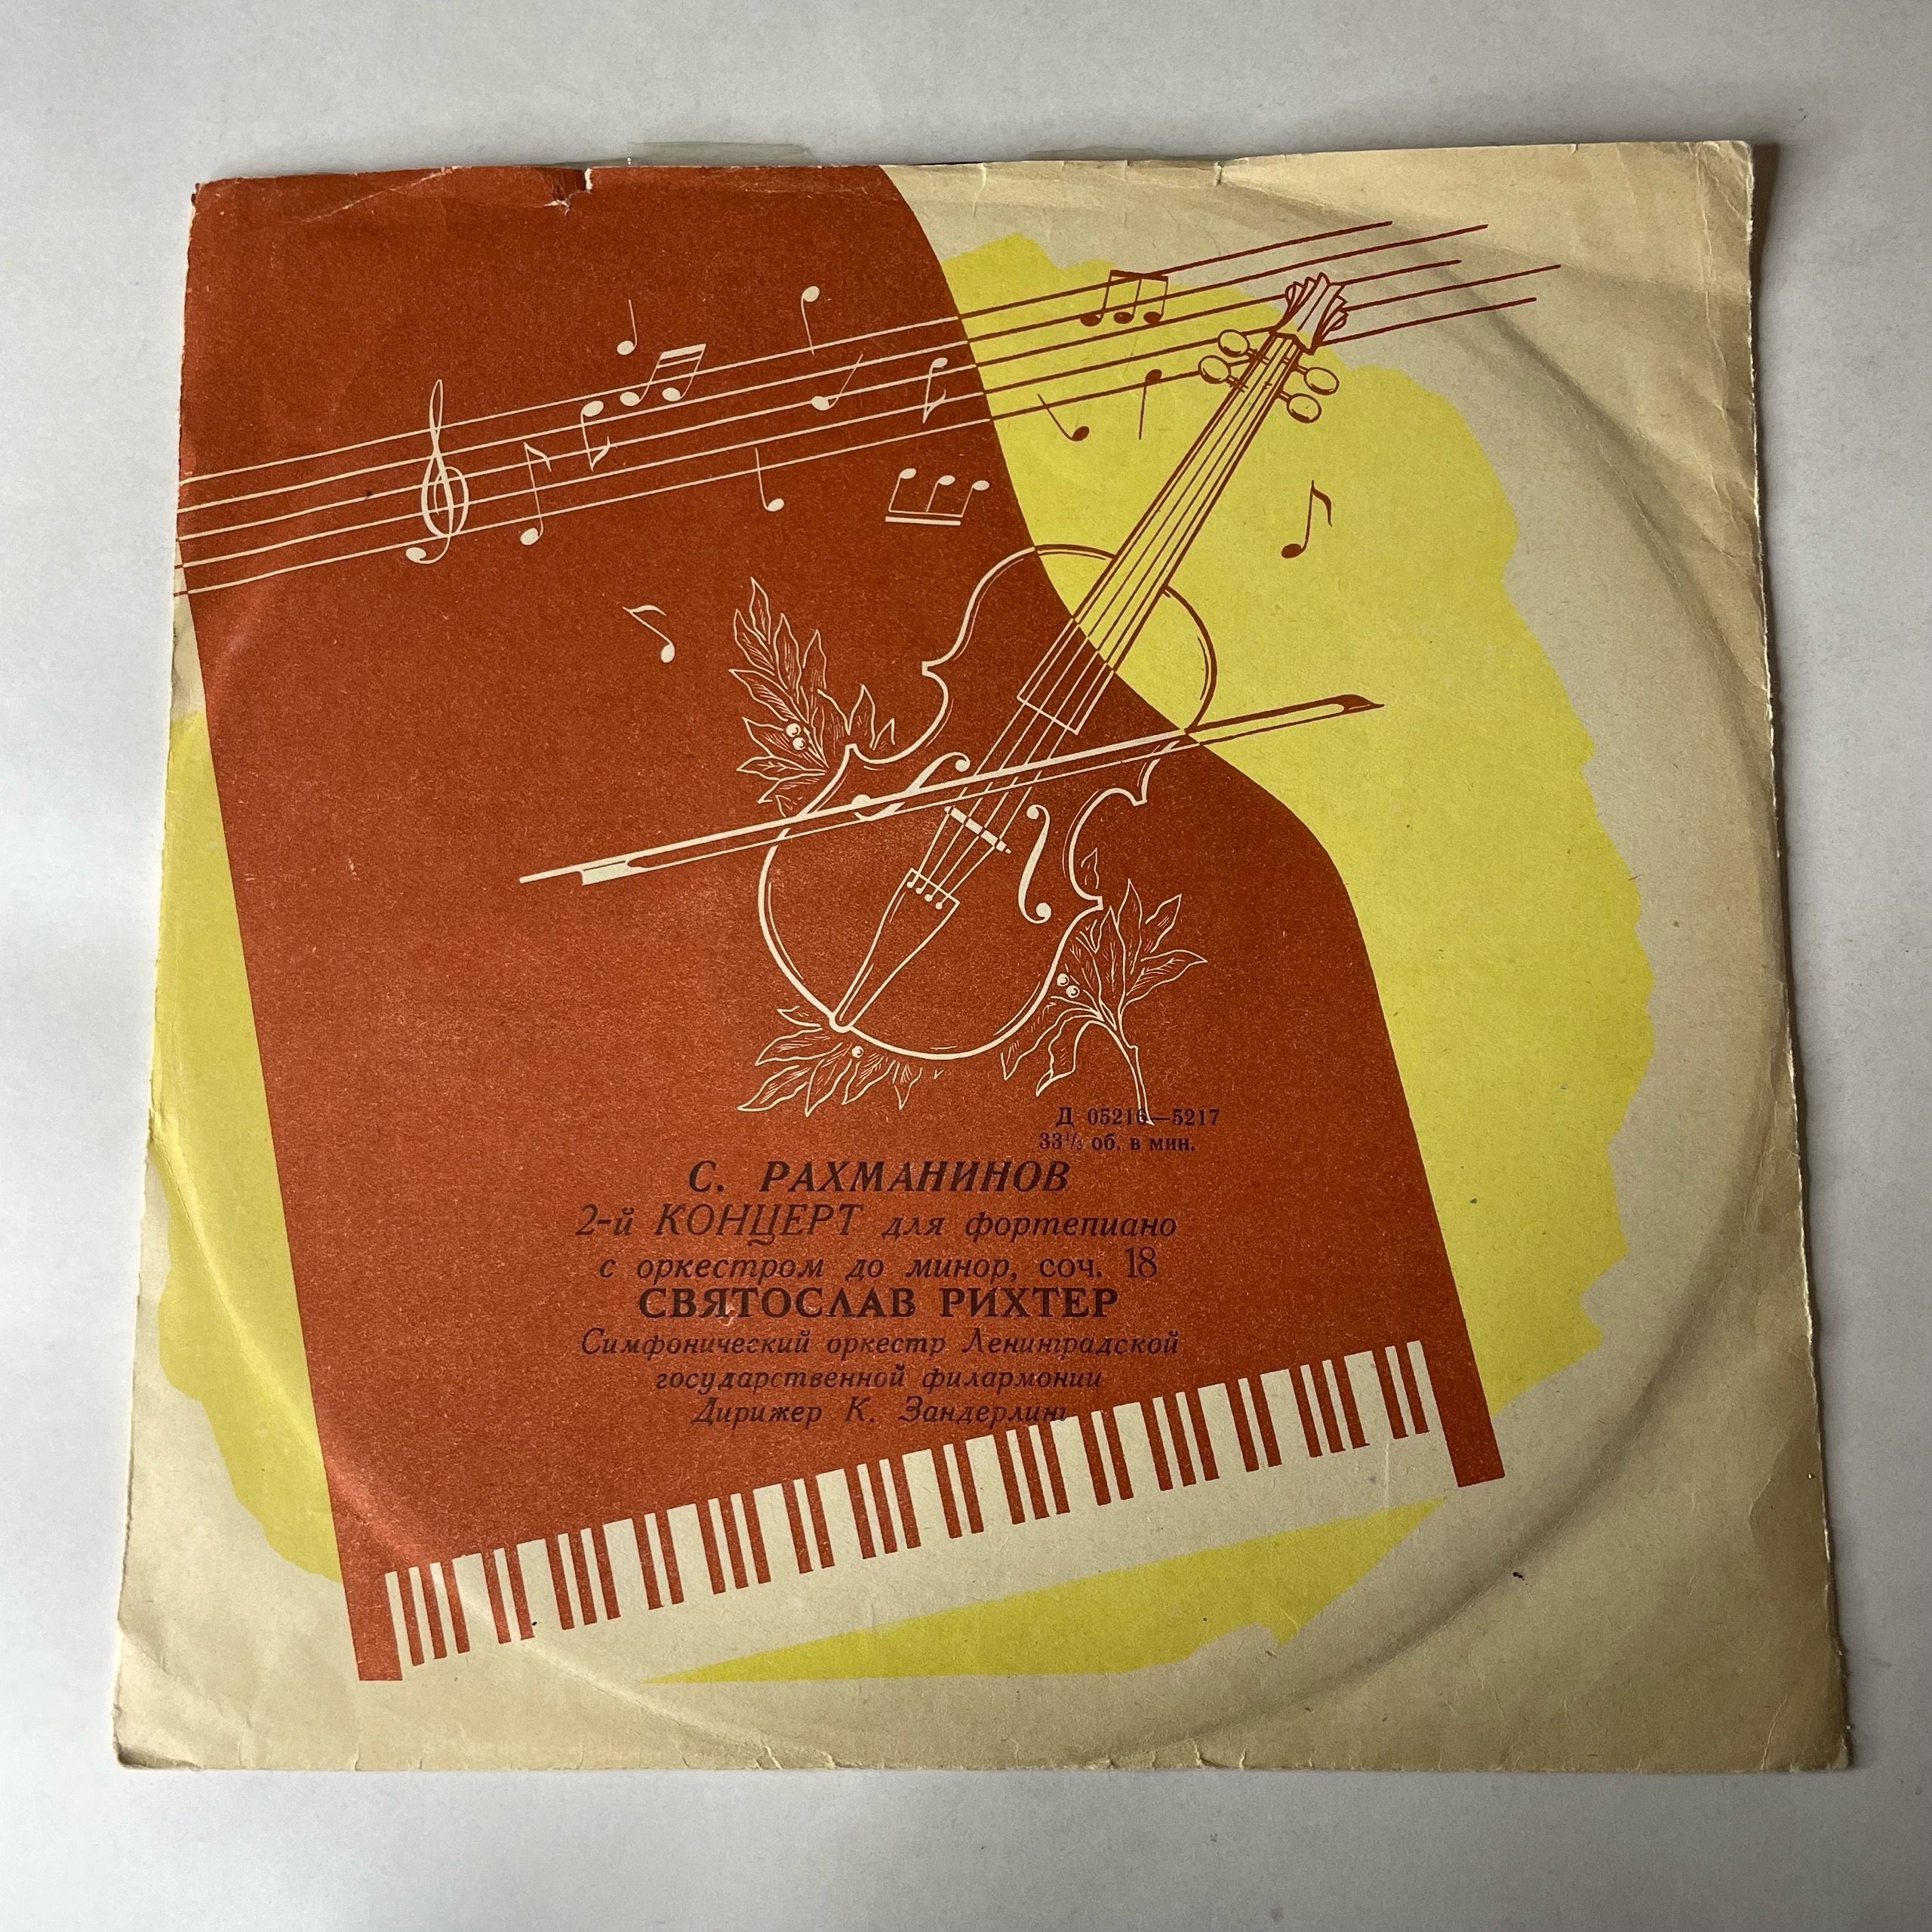 Д 05216—5217
33⅓ об. в мин.
С. РАХМАНИНОВ
2-й КОНЦЕРТ для фортепиано
с оркестром до минор, соч. 18
СВЯТОСЛАВ РИХТЕР
Симфонический оркестр Ленинградской
государственной филармонии
Дирижер К. Зандерлинг